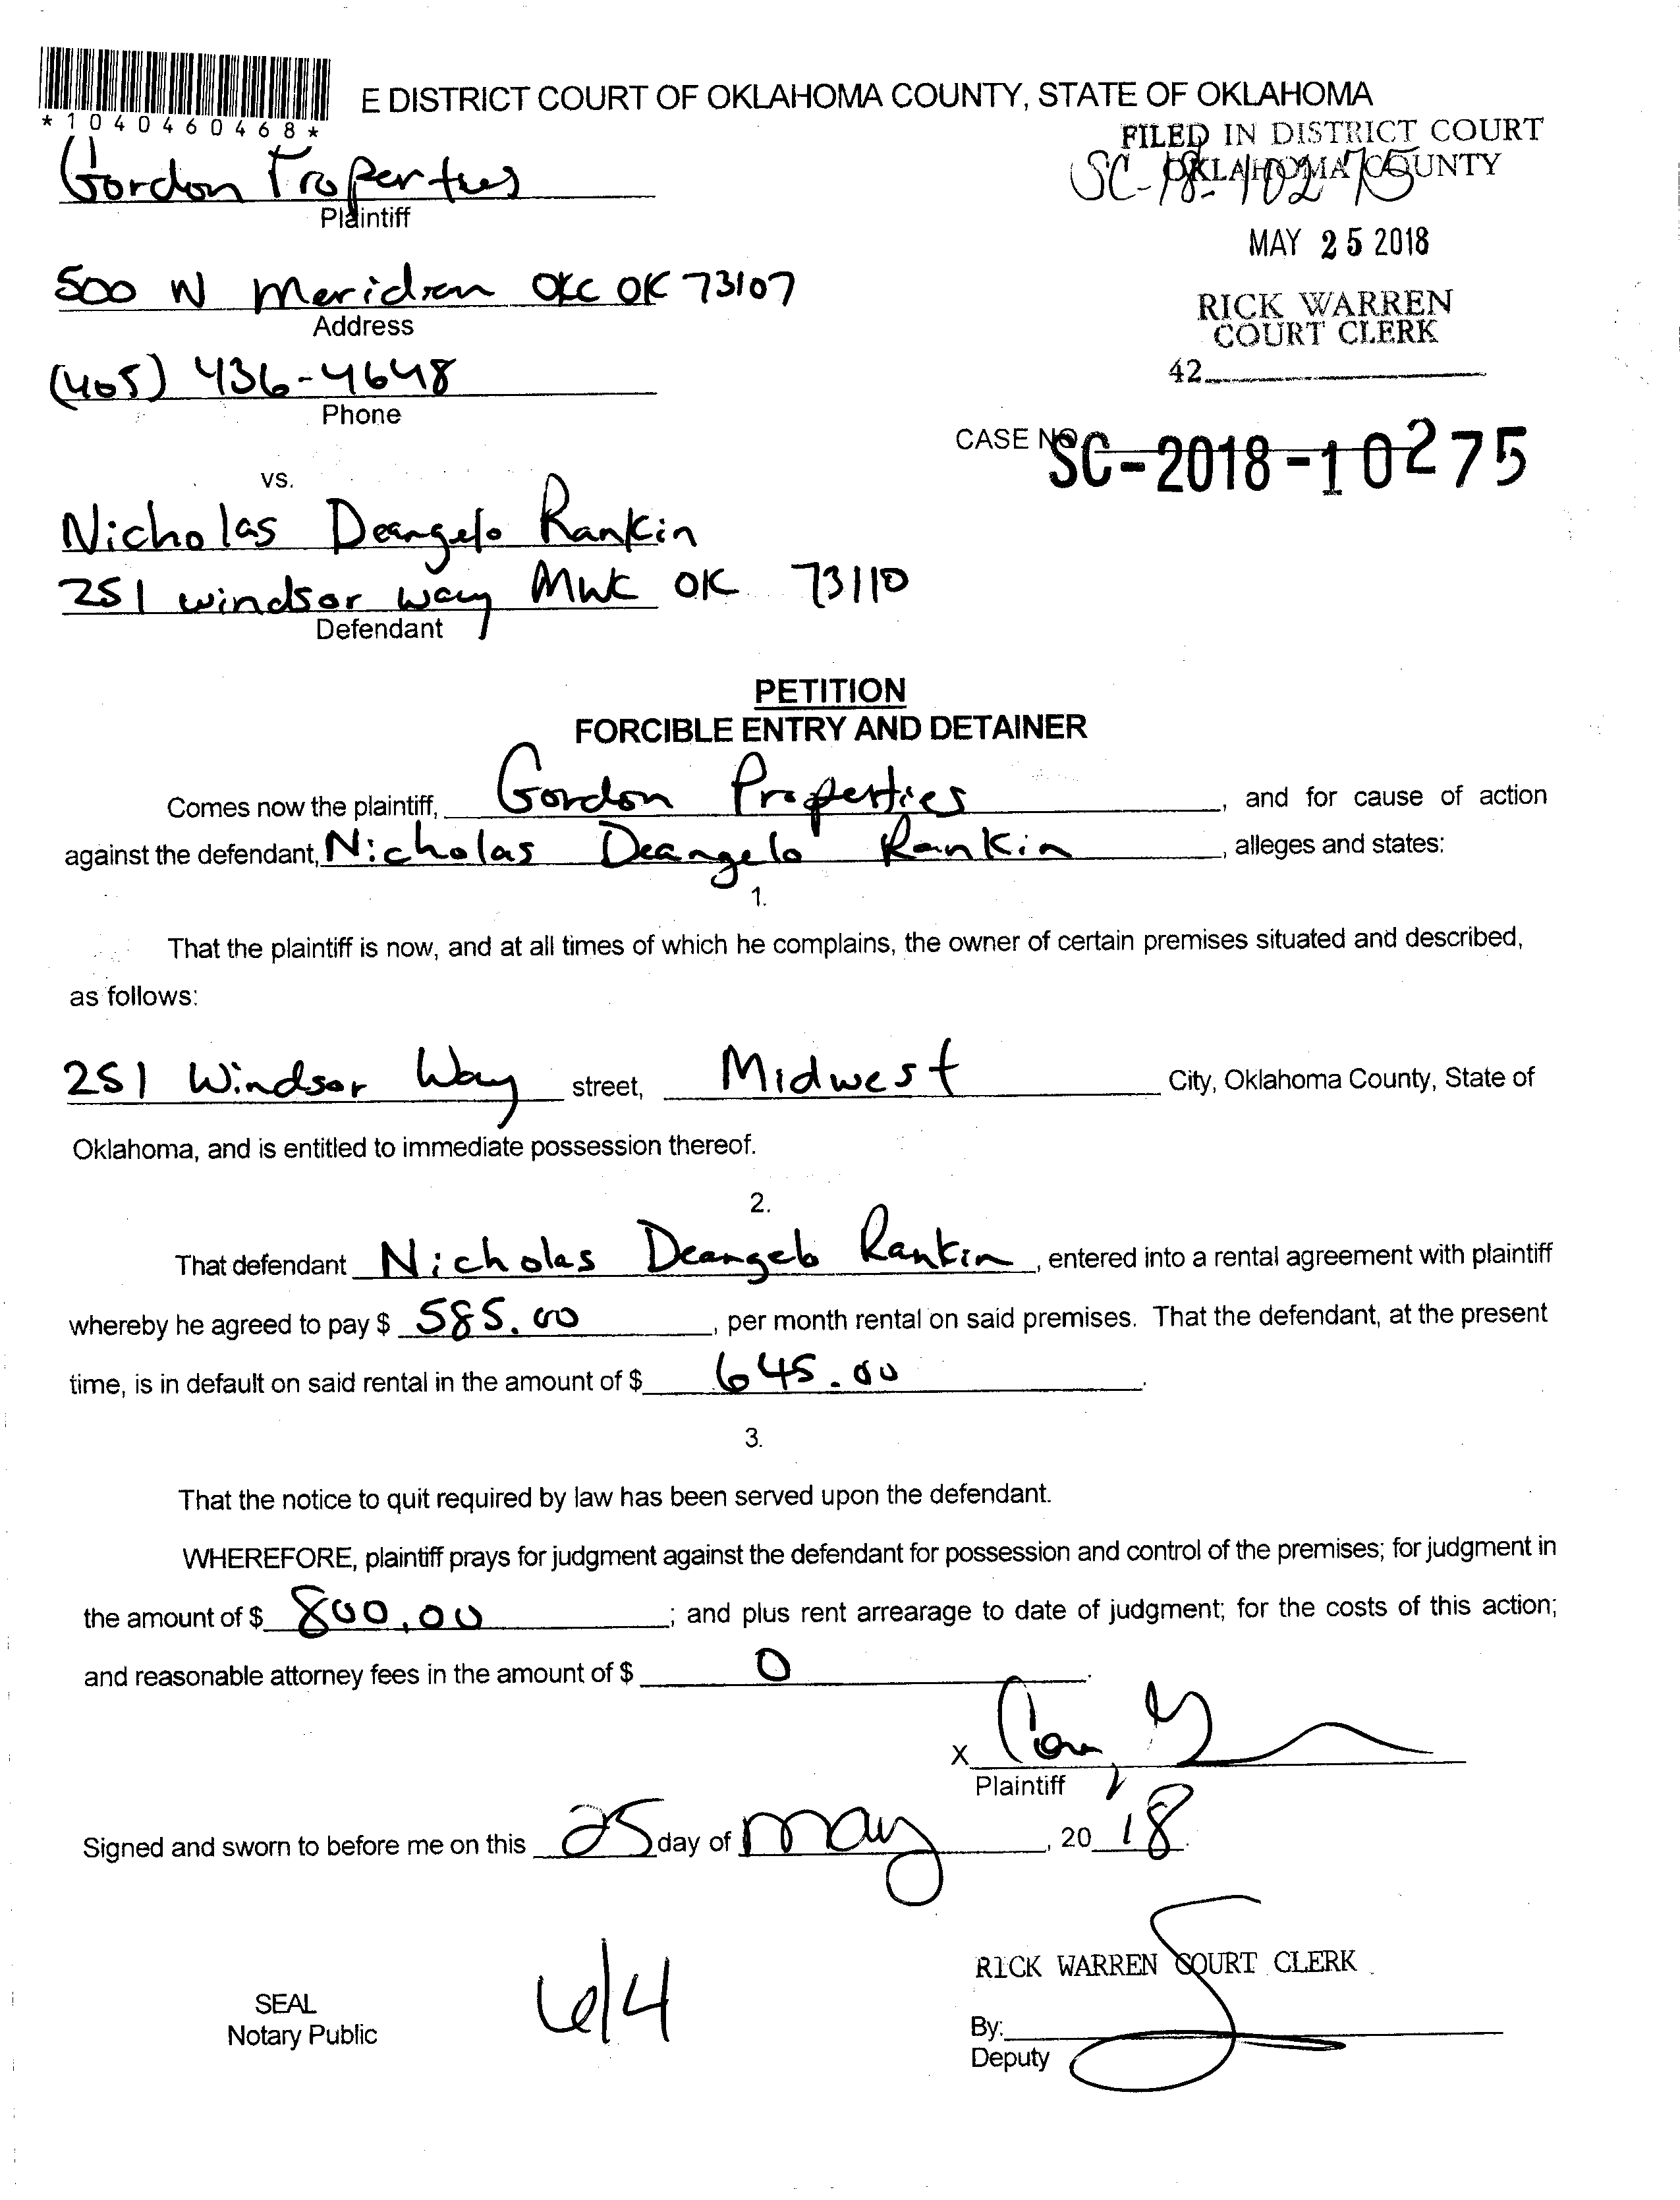 E DISTRICT COURT OF OKLAHOMA COUNTY, STATE OF OKLAHOMA
*1040460468*
FILED IN DISTRICT COURT
OKLAHOMA COUNTY
SC-18-10275
Gordon Properties
Plaintiff
MAY 25 2018
500 N Meridian OKC OK 73107
Address
RICK WARREN
COURT CLERK
(405) 436-4648
Phone
42
CASE NO. SC-2018-10275
vs.
Nicholas Deangelo Rankin
251 windsor way MWC OK 73110
Defendant
PETITION
FORCIBLE ENTRY AND DETAINER
Comes now the plaintiff, Gordon Properties, and for cause of action
against the defendant, Nicholas Deangelo Rankin, alleges and states:
1.
That the plaintiff is now, and at all times of which he complains, the owner of certain premises situated and described,
as follows:
251 Windsor Way street, Midwest City, Oklahoma County, State of
Oklahoma, and is entitled to immediate possession thereof.
2.
That defendant Nicholas Deangelo Rankin, entered into a rental agreement with plaintiff
whereby he agreed to pay $ 585.00, per month rental on said premises. That the defendant, at the present
time, is in default on said rental in the amount of $ 645.00.
3.
That the notice to quit required by law has been served upon the defendant.
WHEREFORE, plaintiff prays for judgment against the defendant for possession and control of the premises; for judgment in
the amount of $ 800.00; and plus rent arrearage to date of judgment; for the costs of this action;
and reasonable attorney fees in the amount of $ 0.
X
Plaintiff
Signed and sworn to before me on this 25 day of May, 2018.
RICK WARREN COURT CLERK
SEAL
Notary Public
6/4
By:
Deputy